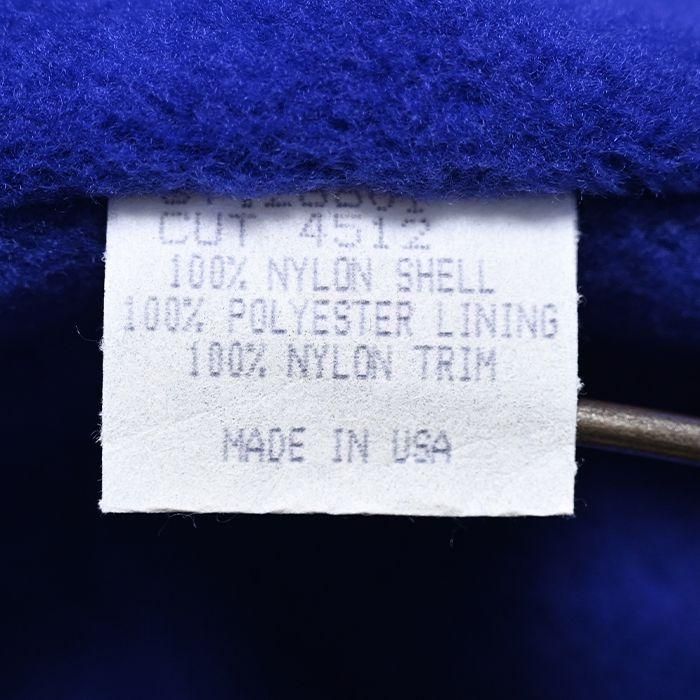 CUT 4512
100% NYLON SHELL
100% POLYESTER LINING
100% NYLON TRIM
MADE IN USA